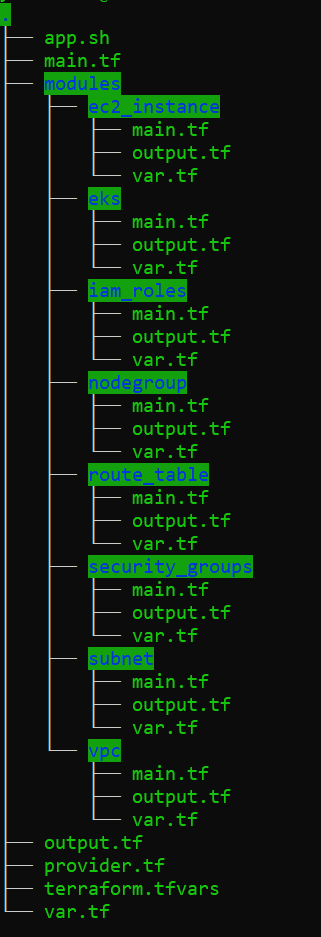 .
├── app.sh
├── main.tf
├── modules
│   ├── ec2_instance
│   │   ├── main.tf
│   │   ├── output.tf
│   │   └── var.tf
│   ├── eks
│   │   ├── main.tf
│   │   ├── output.tf
│   │   └── var.tf
│   ├── iam_roles
│   │   ├── main.tf
│   │   ├── output.tf
│   │   └── var.tf
│   ├── nodegroup
│   │   ├── main.tf
│   │   ├── output.tf
│   │   └── var.tf
│   ├── route_table
│   │   ├── main.tf
│   │   ├── output.tf
│   │   └── var.tf
│   ├── security_groups
│   │   ├── main.tf
│   │   ├── output.tf
│   │   └── var.tf
│   ├── subnet
│   │   ├── main.tf
│   │   ├── output.tf
│   │   └── var.tf
│   └── vpc
│       ├── main.tf
│       ├── output.tf
│       └── var.tf
├── output.tf
├── provider.tf
├── terraform.tfvars
└── var.tf